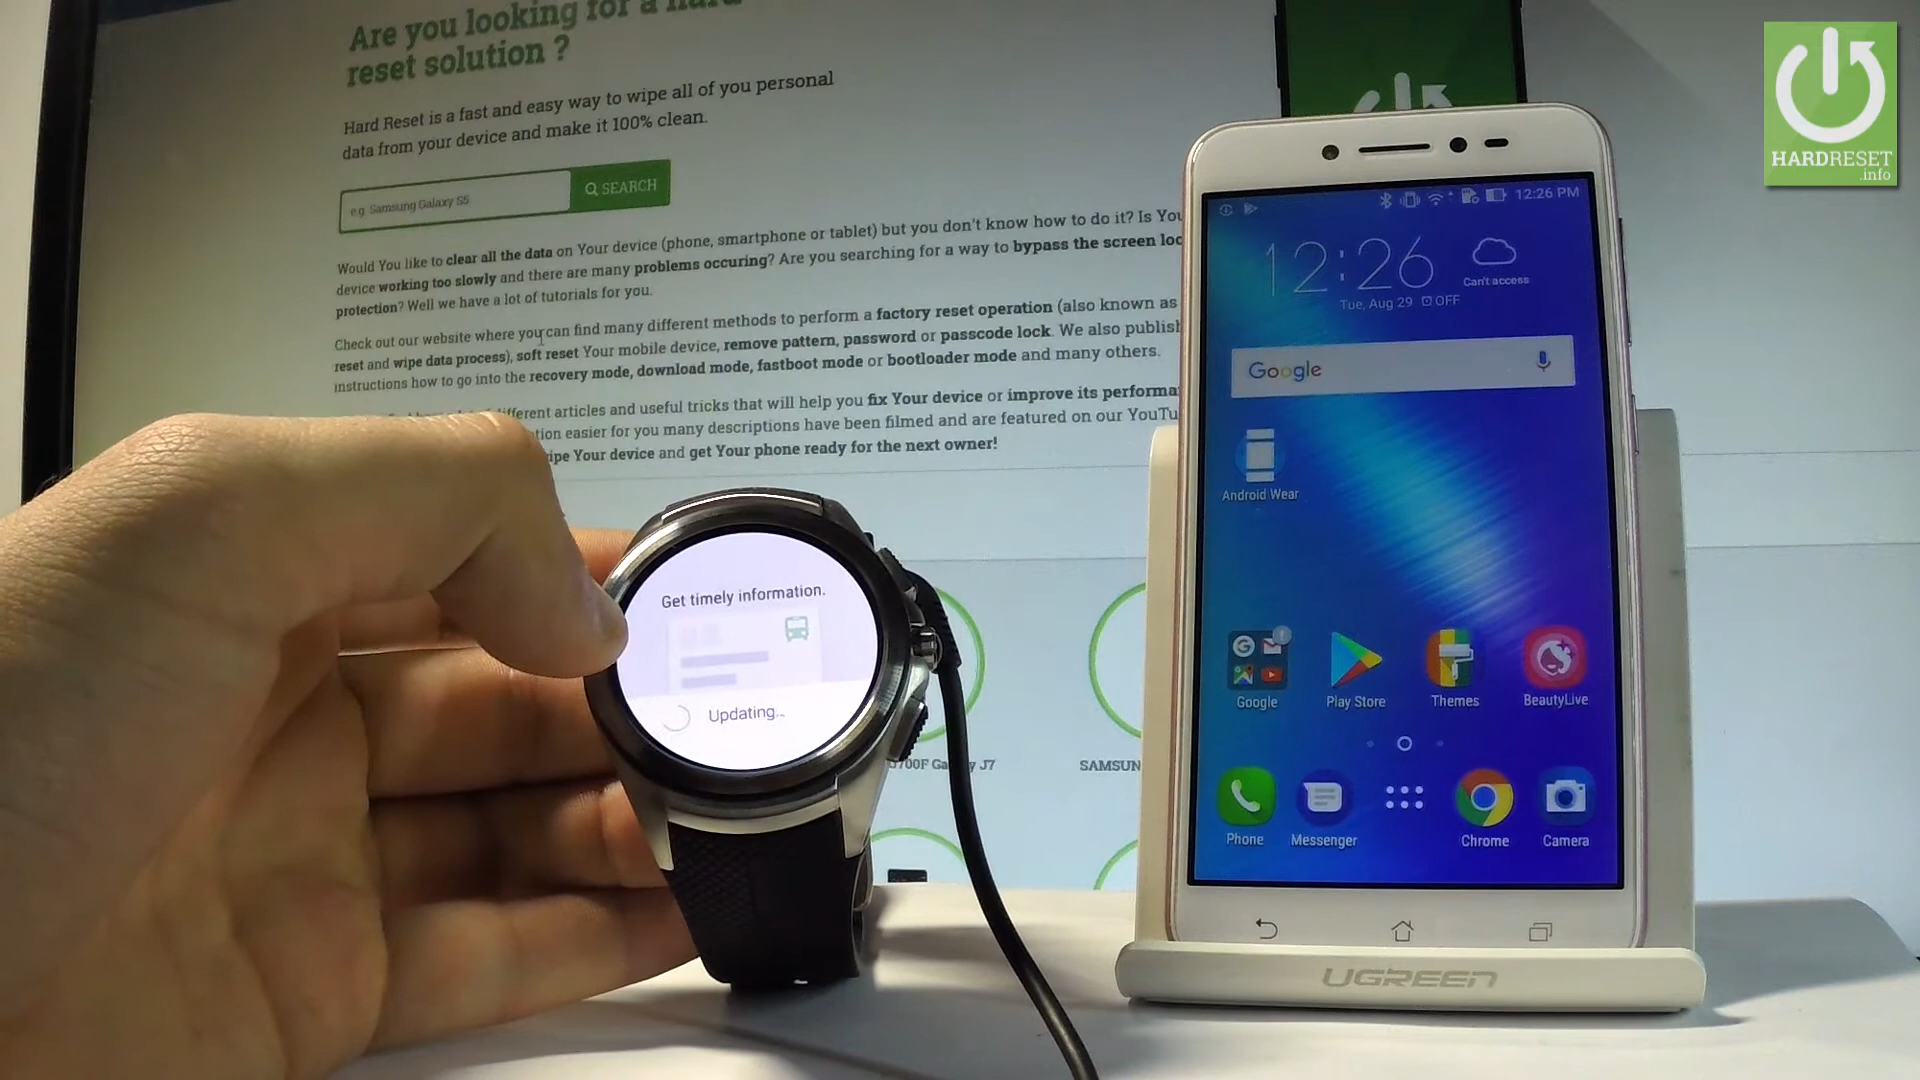 Are you looking for a hard
reset solution ?
Hard Reset is a fast and easy way to wipe all of you personal
data from your device and make it 100% clean.
e.g. Samsung Galaxy S5
SEARCH
Would You like to clear all the data on Your device (phone, smartphone or tablet) but you don't know how to do it? Is You
device working too slowly and there are many problems occuring? Are you searching for a way to bypass the screen loc
protection? Well we have a lot of tutorials for you.
Check out our website where you can find many different methods to perform a factory reset operation (also known as
reset and wipe data process), soft reset Your mobile device, remove pattern, password or passcode lock. We also publish
instructions how to go into the recovery mode, download mode, fastboot mode or bootloader mode and many others.
different articles and useful tricks that will help you fix Your device or improve its performa
tion easier for you many descriptions have been filmed and are featured on our YouTu
ipe Your device and get Your phone ready for the next owner!
J700F Galaxy J7
SAMSUN
Get timely information.
Updating...
12:26 PM
12:26
Can't access
Tue, Aug 29 OFF
Google
Android Wear
Google
Play Store
Themes
BeautyLive
Phone
Messenger
Chrome
Camera
UGREEN
HARDRESET
.info